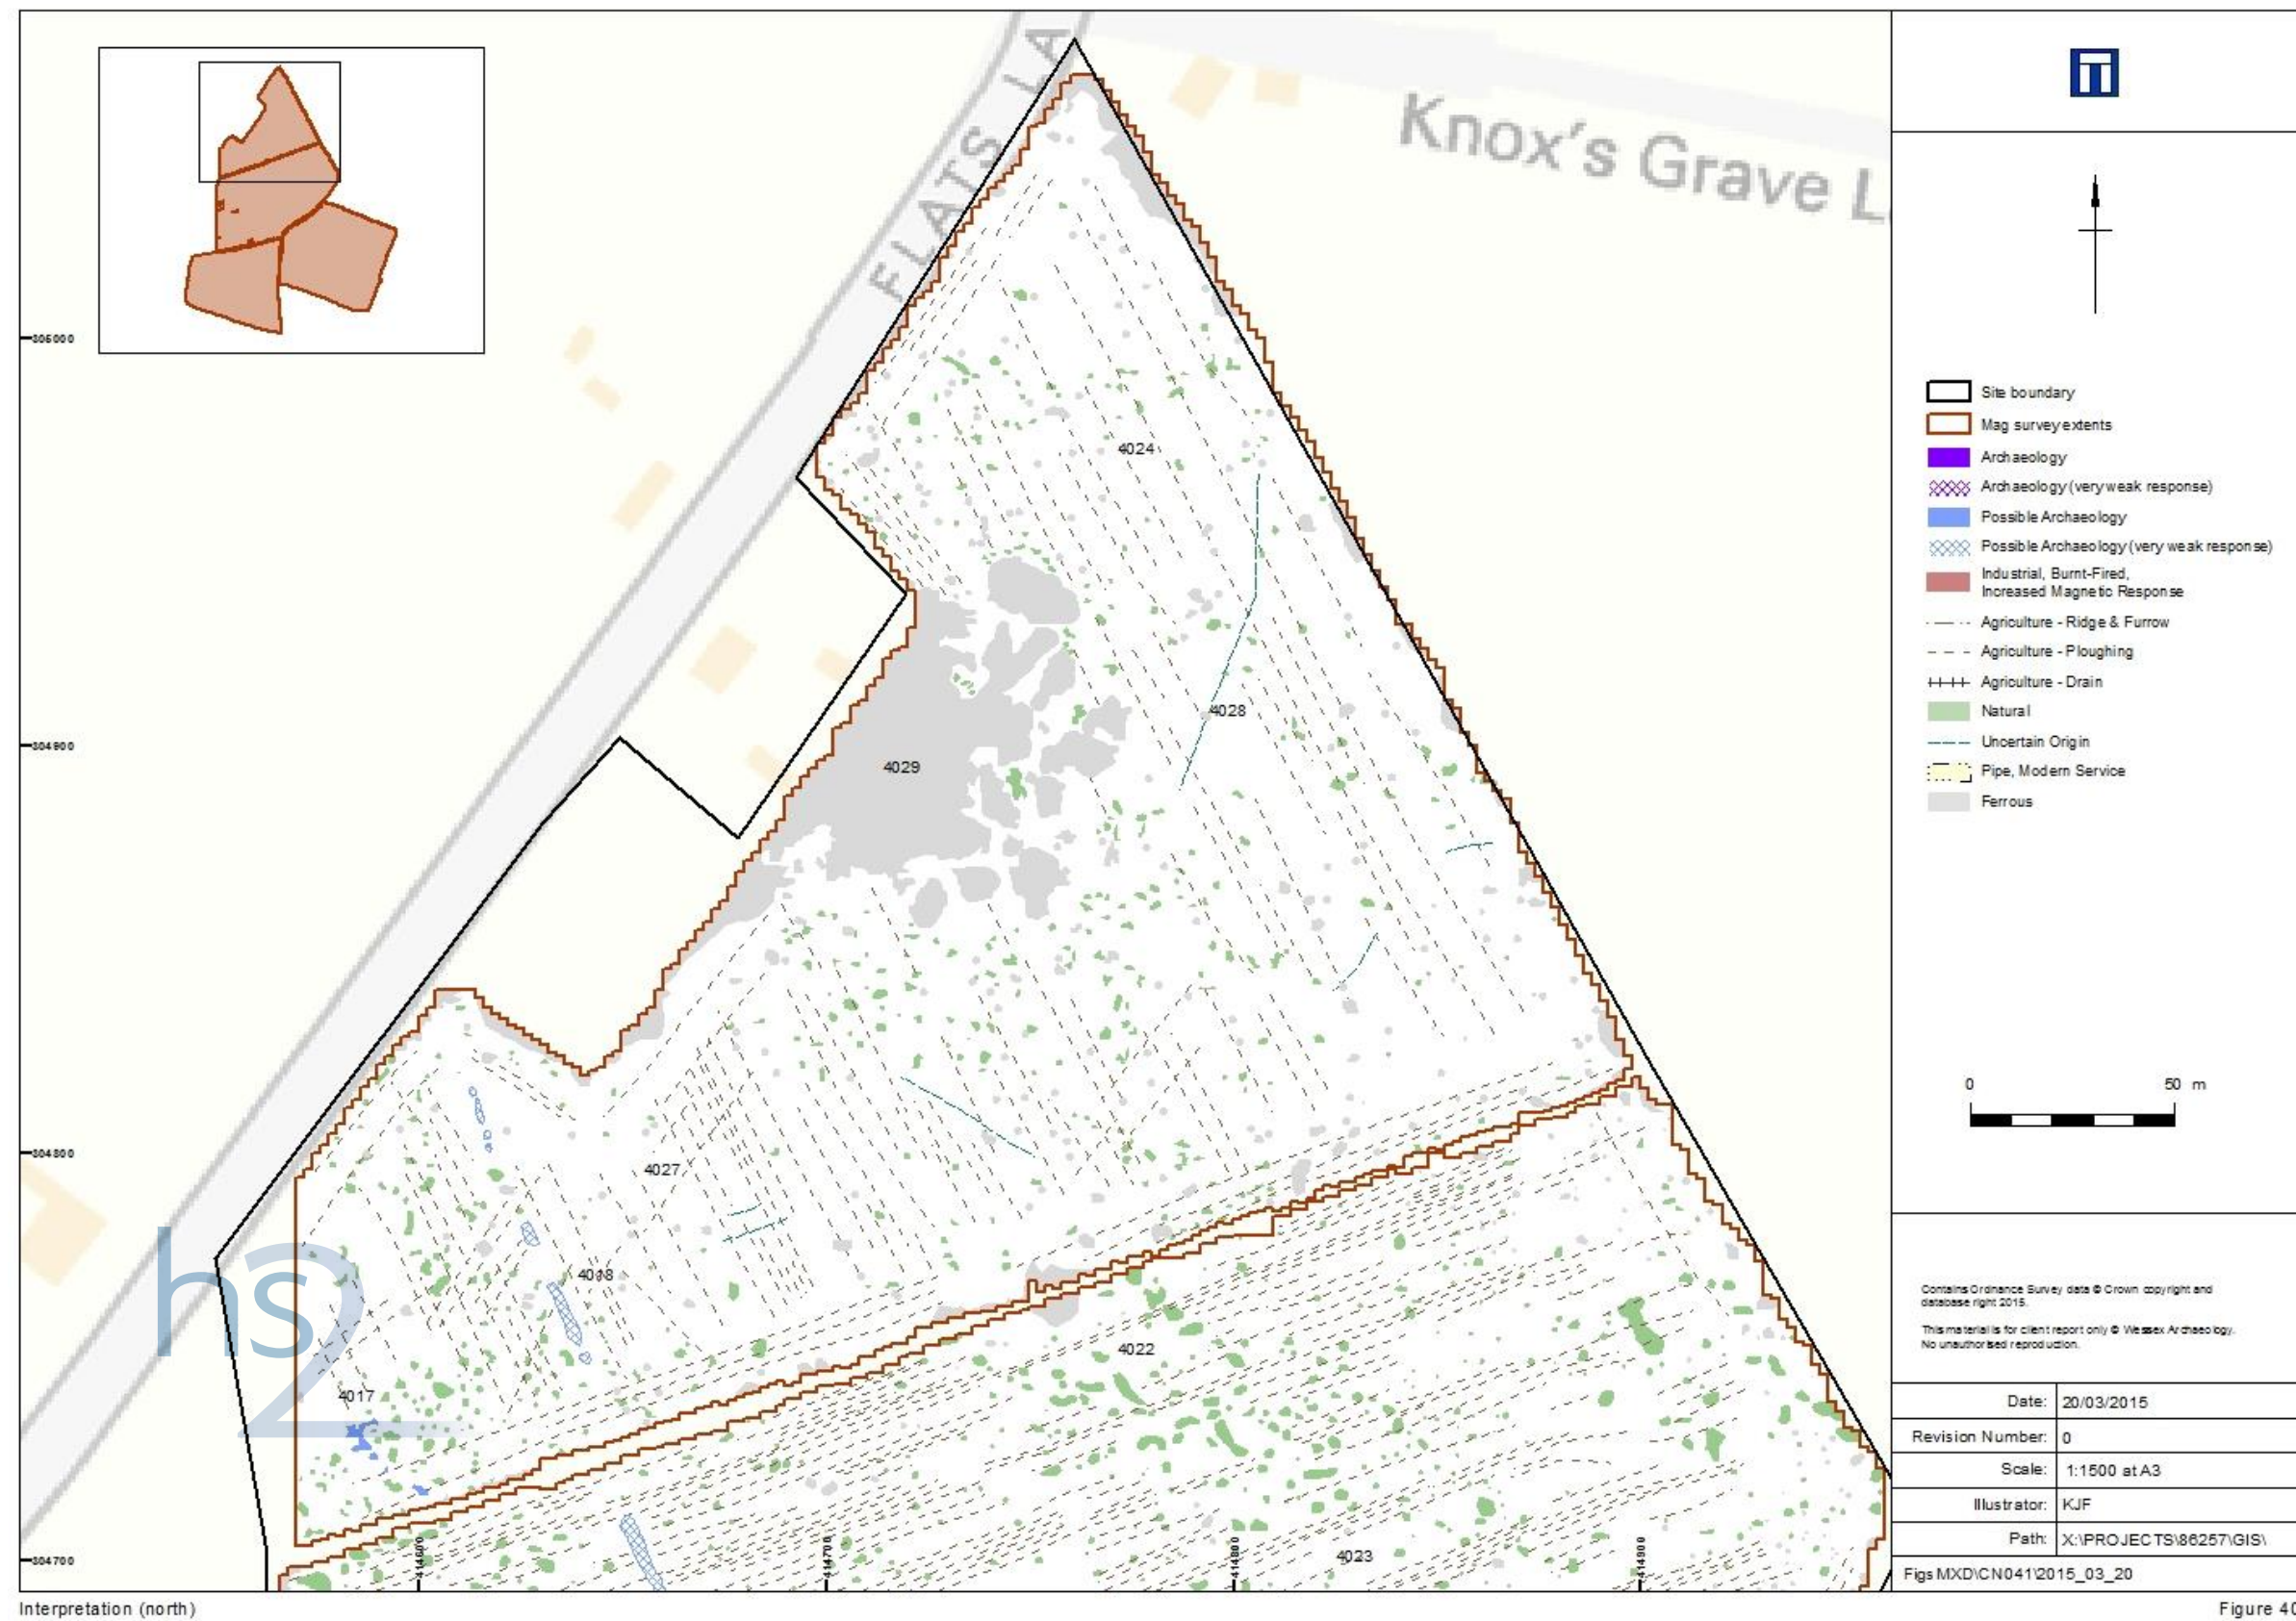 FLATS LA
Knox's Grave L
305000
304900
304800
304700
414600
414700
414800
414900
4024
4028
4029
4027
4018
4017
4022
4023
hs2
Site boundary
Mag survey extents
Archaeology
Archaeology (very weak response)
Possible Archaeology
Possible Archaeology (very weak response)
Industrial, Burnt-Fired,
Increased Magnetic Response
Agriculture - Ridge & Furrow
Agriculture - Ploughing
Agriculture - Drain
Natural
Uncertain Origin
Pipe, Modern Service
Ferrous
0 50 m
Contains Ordnance Survey data © Crown copyright and
database right 2015.
This material is for client report only © Wessex Archaeology.
No unauthorised reproduction.
Date: 20/03/2015
Revision Number: 0
Scale: 1:1500 at A3
Illustrator: KJF
Path: X:\PROJECTS\86257\GIS\
Figs MXD\CN041\2015_03_20
Interpretation (north)
Figure 40